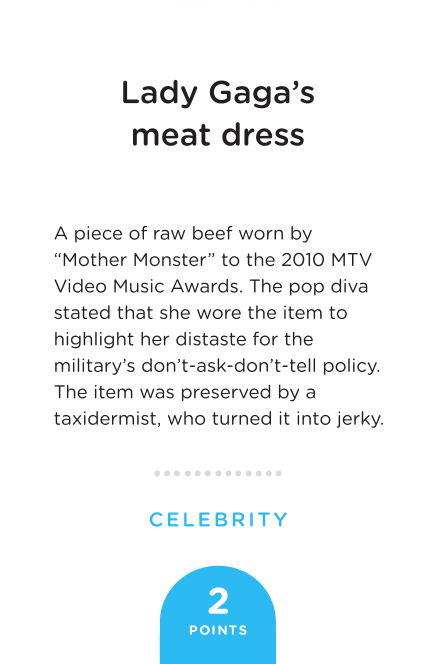 Lady Gaga’s
meat dress
A piece of raw beef worn by
“Mother Monster” to the 2010 MTV
Video Music Awards. The pop diva
stated that she wore the item to
highlight her distaste for the
military’s don’t-ask-don’t-tell policy.
The item was preserved by a
taxidermist, who turned it into jerky.
CELEBRITY
2
POINTS